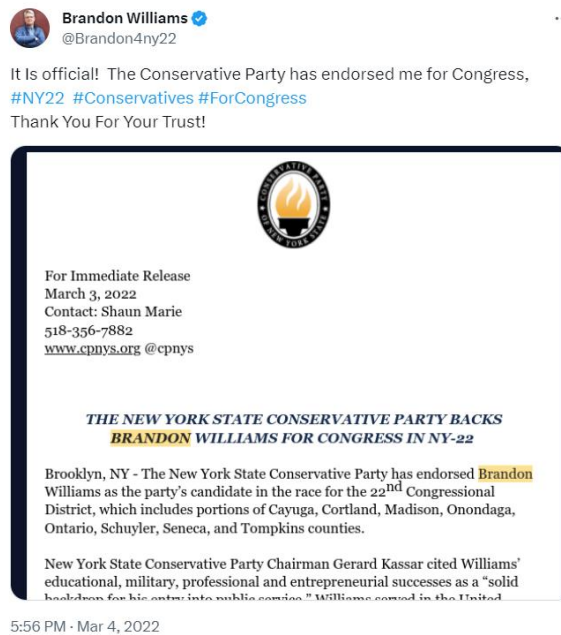 Brandon Williams
@Brandon4ny22
It Is official!  The Conservative Party has endorsed me for Congress,
#NY22  #Conservatives #ForCongress
Thank You For Your Trust!
CONSERVATIVE PARTY
OF NEW YORK STATE
For Immediate Release
March 3, 2022
Contact: Shaun Marie
518-356-7882
www.cpnys.org @cpnys
THE NEW YORK STATE CONSERVATIVE PARTY BACKS
BRANDON WILLIAMS FOR CONGRESS IN NY-22
Brooklyn, NY - The New York State Conservative Party has endorsed Brandon
Williams as the party's candidate in the race for the 22nd Congressional
District, which includes portions of Cayuga, Cortland, Madison, Onondaga,
Ontario, Schuyler, Seneca, and Tompkins counties.
New York State Conservative Party Chairman Gerard Kassar cited Williams'
educational, military, professional and entrepreneurial successes as a “solid
backdrop for his entry into public service.” Williams served in the United
5:56 PM · Mar 4, 2022